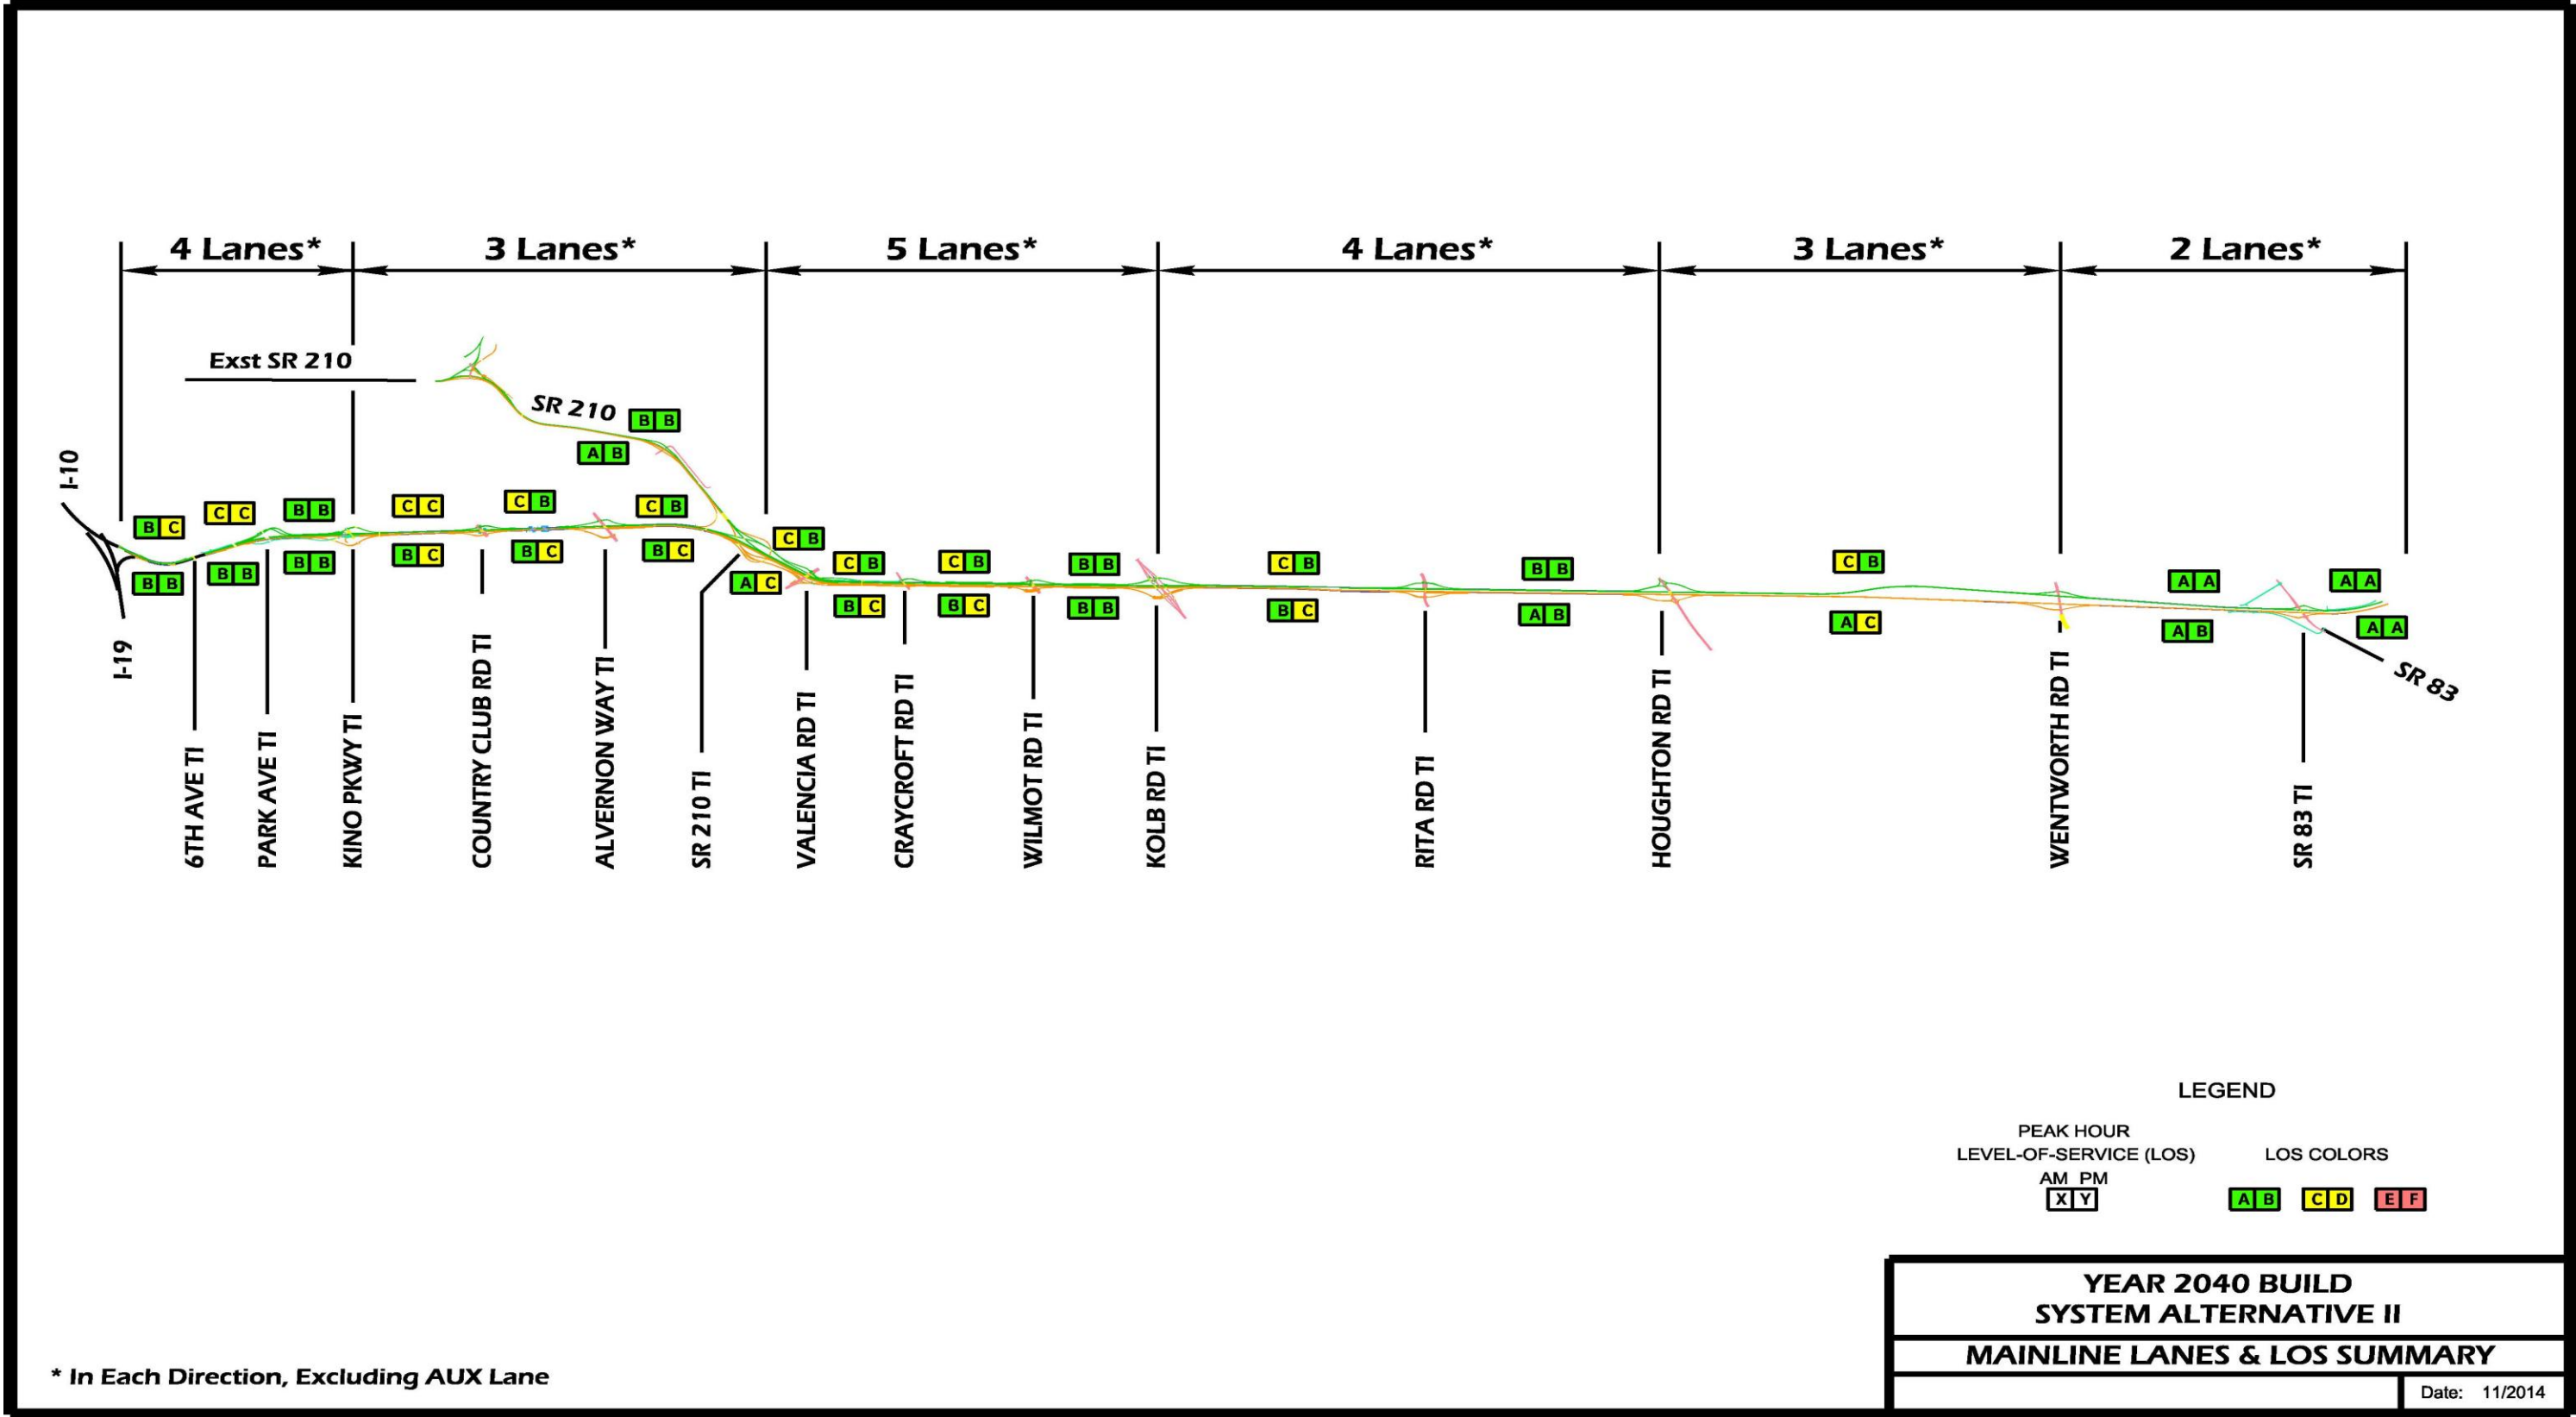 4 Lanes* 3 Lanes* 5 Lanes* 4 Lanes* 3 Lanes* 2 Lanes*
Exst SR 210
SR 210
B B
A B
I-10
I-19
B C
C C
B B
C C
C B
C B
C B
C B
C B
B B
C B
B B
C B
A A
A A
B B
B B
B B
B C
B C
B C
A C
B C
B C
B B
B C
A B
A C
A B
A A
SR 83
6TH AVE TI
PARK AVE TI
KINO PKWY TI
COUNTRY CLUB RD TI
ALVERNON WAY TI
SR 210 TI
VALENCIA RD TI
CRAYCROFT RD TI
WILMOT RD TI
KOLB RD TI
RITA RD TI
HOUGHTON RD TI
WENTWORTH RD TI
SR 83 TI
LEGEND
PEAK HOUR
LEVEL-OF-SERVICE (LOS)
AM PM
X Y
LOS COLORS
A B C D E F
YEAR 2040 BUILD
SYSTEM ALTERNATIVE II
MAINLINE LANES & LOS SUMMARY
Date: 11/2014
* In Each Direction, Excluding AUX Lane